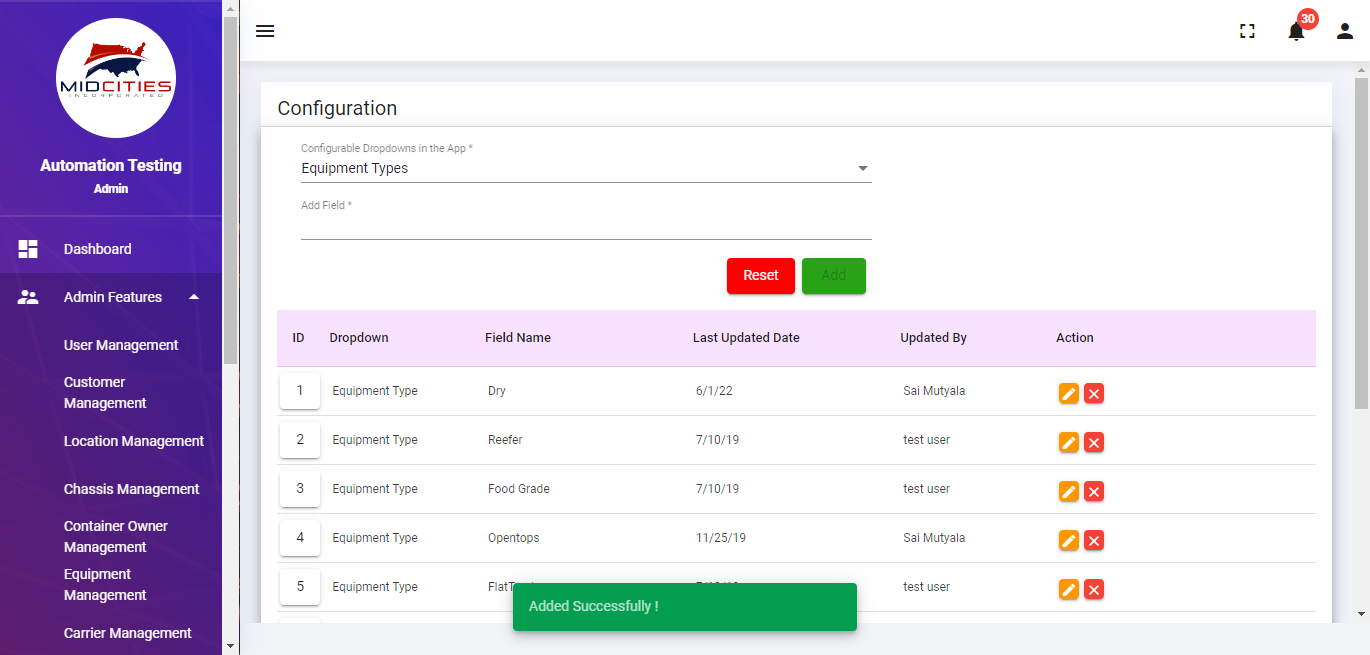 MIDCITIES
INCORPORATED
Automation Testing
Admin
Dashboard
Admin Features
User Management
Customer
Management
Location Management
Chassis Management
Container Owner
Management
Equipment
Management
Carrier Management
30
Configuration
Configurable Dropdowns in the App *
Equipment Types
Add Field *
Reset Add
ID Dropdown Field Name Last Updated Date Updated By Action
1 Equipment Type Dry 6/1/22 Sai Mutyala
2 Equipment Type Reefer 7/10/19 test user
3 Equipment Type Food Grade 7/10/19 test user
4 Equipment Type Opentops 11/25/19 Sai Mutyala
5 Equipment Type test user
Added Successfully !